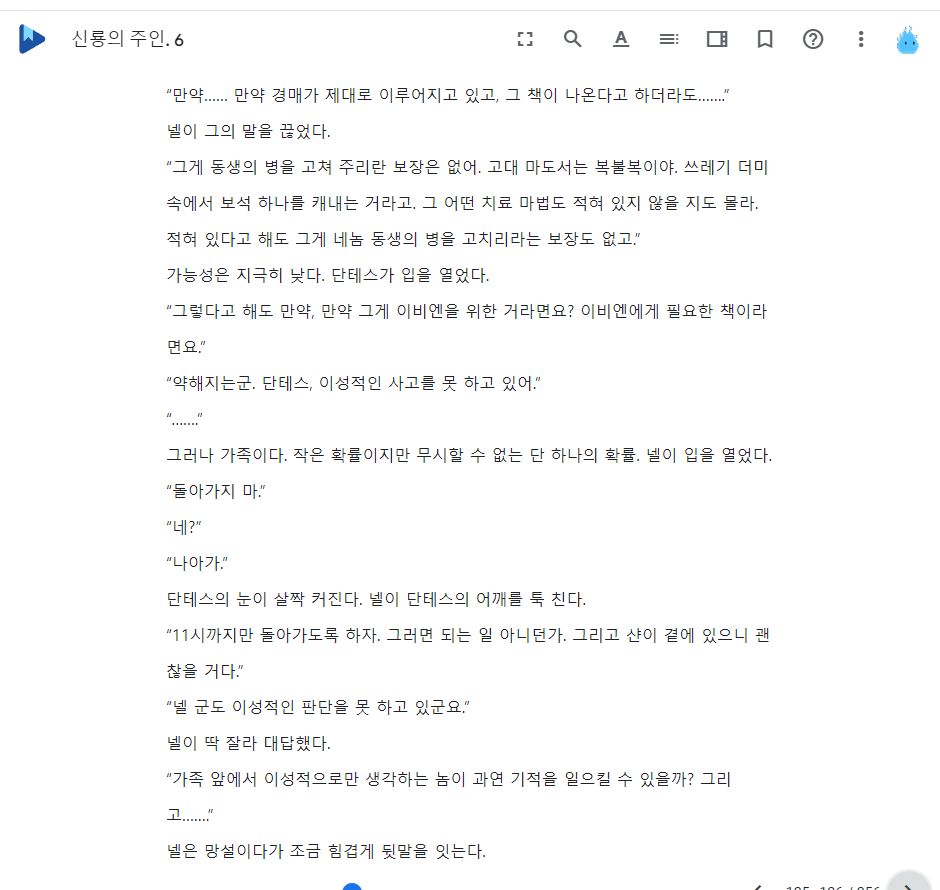 신룡의 주인. 6
“만약…… 만약 경매가 제대로 이루어지고 있고, 그 책이 나온다고 하더라도…….”
넬이 그의 말을 끊었다.
“그게 동생의 병을 고쳐 주리란 보장은 없어. 고대 마도서는 복불복이야. 쓰레기 더미
속에서 보석 하나를 캐내는 거라고. 그 어떤 치료 마법도 적혀 있지 않을 지도 몰라.
적혀 있다고 해도 그게 네놈 동생의 병을 고치리라는 보장도 없고.”
가능성은 지극히 낮다. 단테스가 입을 열었다.
“그렇다고 해도 만약, 만약 그게 이비엔을 위한 거라면요? 이비엔에게 필요한 책이라
면요.”
“약해지는군. 단테스, 이성적인 사고를 못 하고 있어.”
“…….”
그러나 가족이다. 작은 확률이지만 무시할 수 없는 단 하나의 확률. 넬이 입을 열었다.
“돌아가지 마.”
“네?”
“나아가.”
단테스의 눈이 살짝 커진다. 넬이 단테스의 어깨를 툭 친다.
“11시까지만 돌아가도록 하자. 그러면 되는 일 아니던가. 그리고 샨이 곁에 있으니 괜
찮을 거다.”
“넬 군도 이성적인 판단을 못 하고 있군요.”
넬이 딱 잘라 대답했다.
“가족 앞에서 이성적으로만 생각하는 놈이 과연 기적을 일으킬 수 있을까? 그리
고…….”
넬은 망설이다가 조금 힘겹게 뒷말을 잇는다.